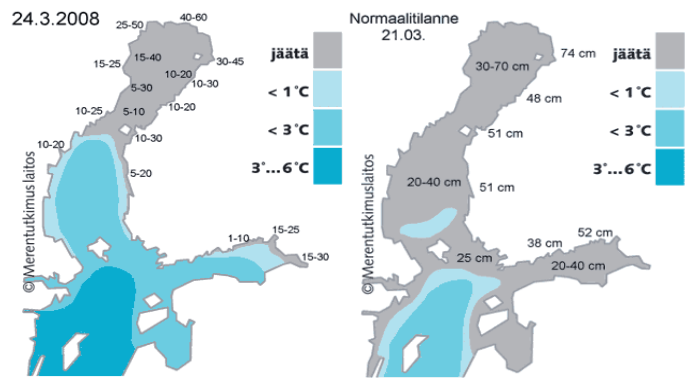 24.3.2008
40-60
25-50
15-40
30-45
15-25
10-20
10-30
5-30
10-20
10-25
5-10
10-30
10-20
5-20
15-25
1-10
15-30
jäätä
< 1°C
< 3°C
3°...6°C
© Merentutkimuslaitos
Normaalitilanne
21.03.
74 cm
30-70 cm
48 cm
51 cm
20-40 cm
51 cm
52 cm
38 cm
25 cm
20-40 cm
jäätä
< 1°C
< 3°C
3°...6°C
© Merentutkimuslaitos